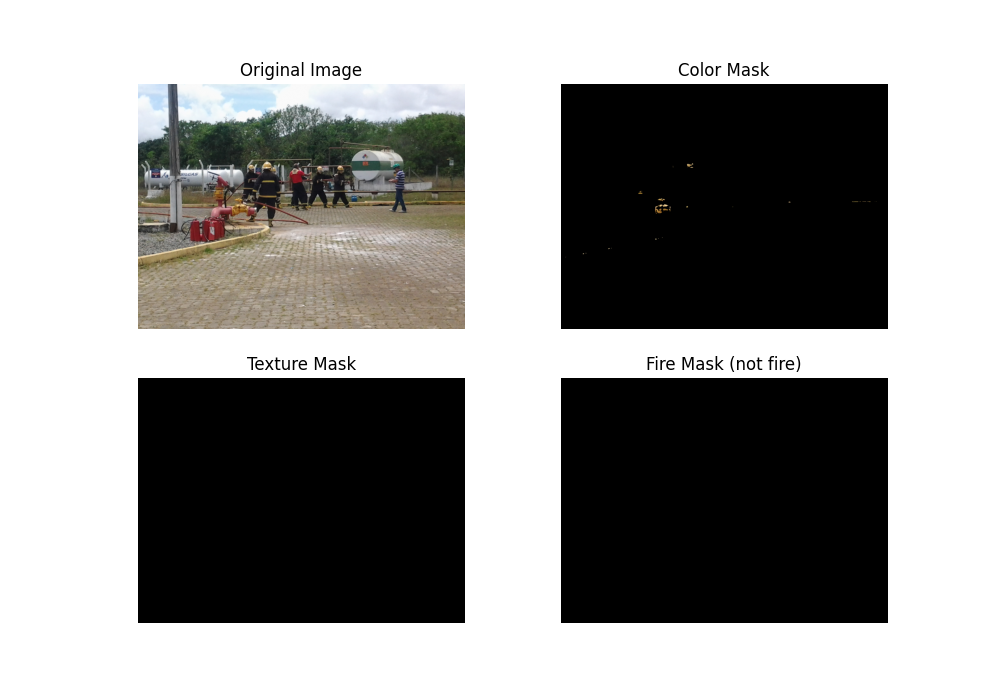 Original Image
Color Mask
Texture Mask
Fire Mask (not fire)